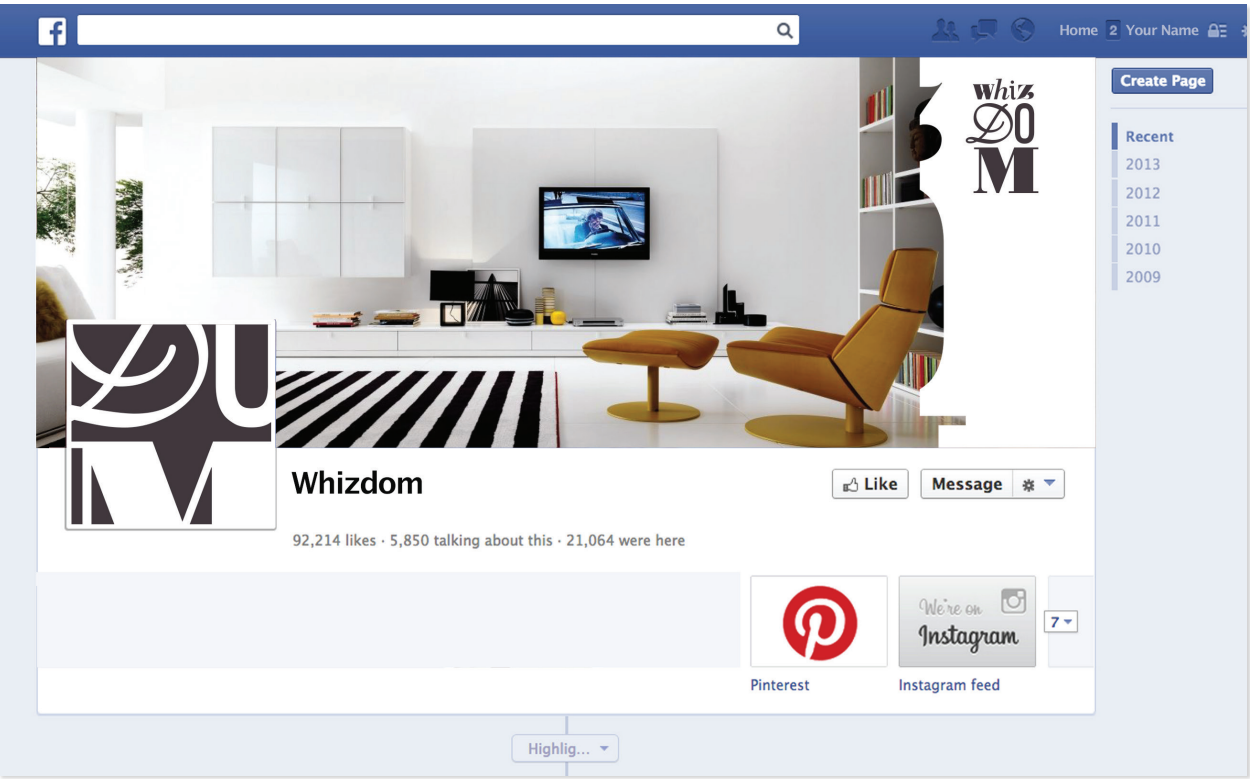 f
Home 2 Your Name
Create Page
Recent
2013
2012
2011
2010
2009
Whiz
DO
M
DO
M
Whizdom
Like
Message
92,214 likes · 5,850 talking about this · 21,064 were here
We're on
Instagram
7
Pinterest
Instagram feed
Highlig...